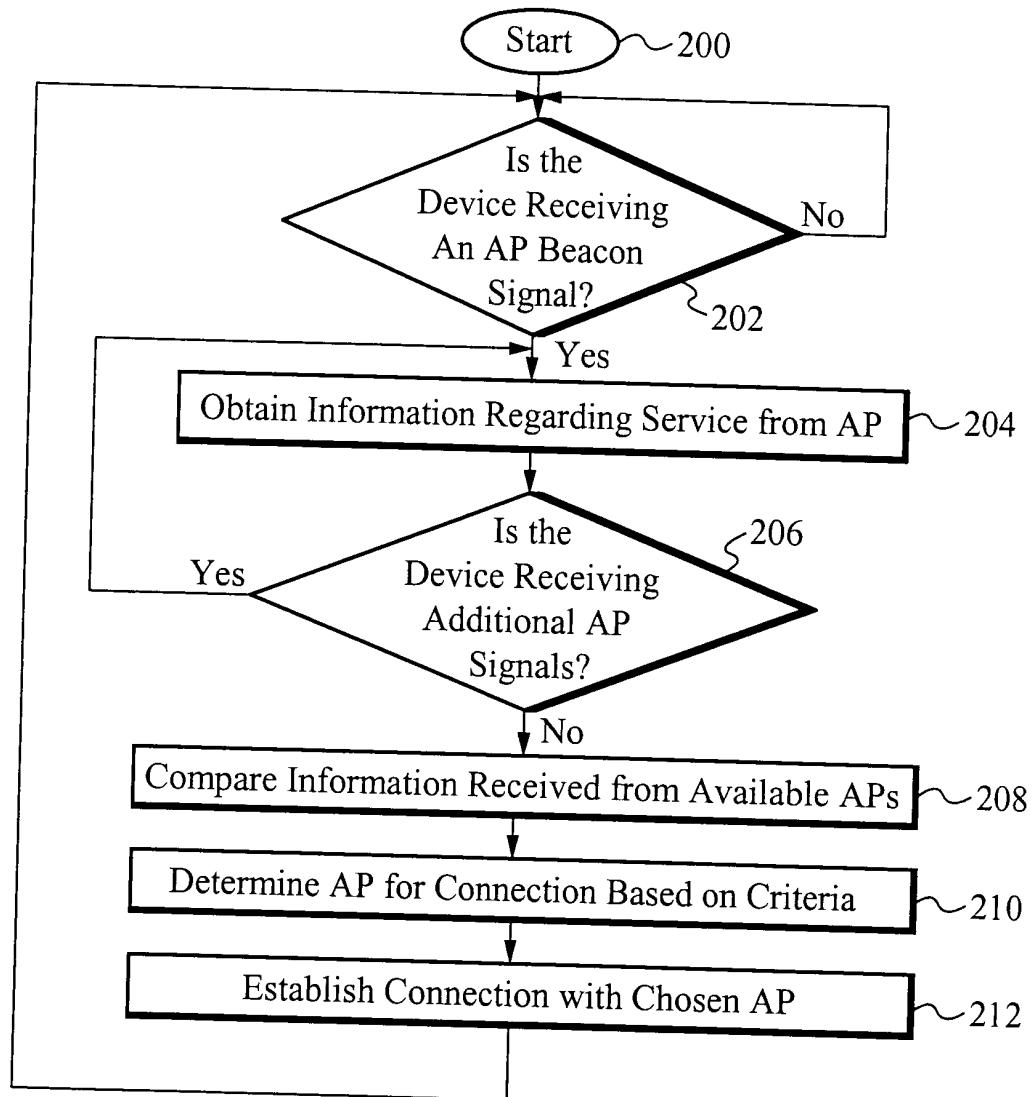 Start
200
Is the
Device Receiving
An AP Beacon
Signal?
No
202
Yes
Obtain Information Regarding Service from AP
204
Is the
Device Receiving
Additional AP
Signals?
206
Yes
No
Compare Information Received from Available APs
208
Determine AP for Connection Based on Criteria
210
Establish Connection with Chosen AP
212